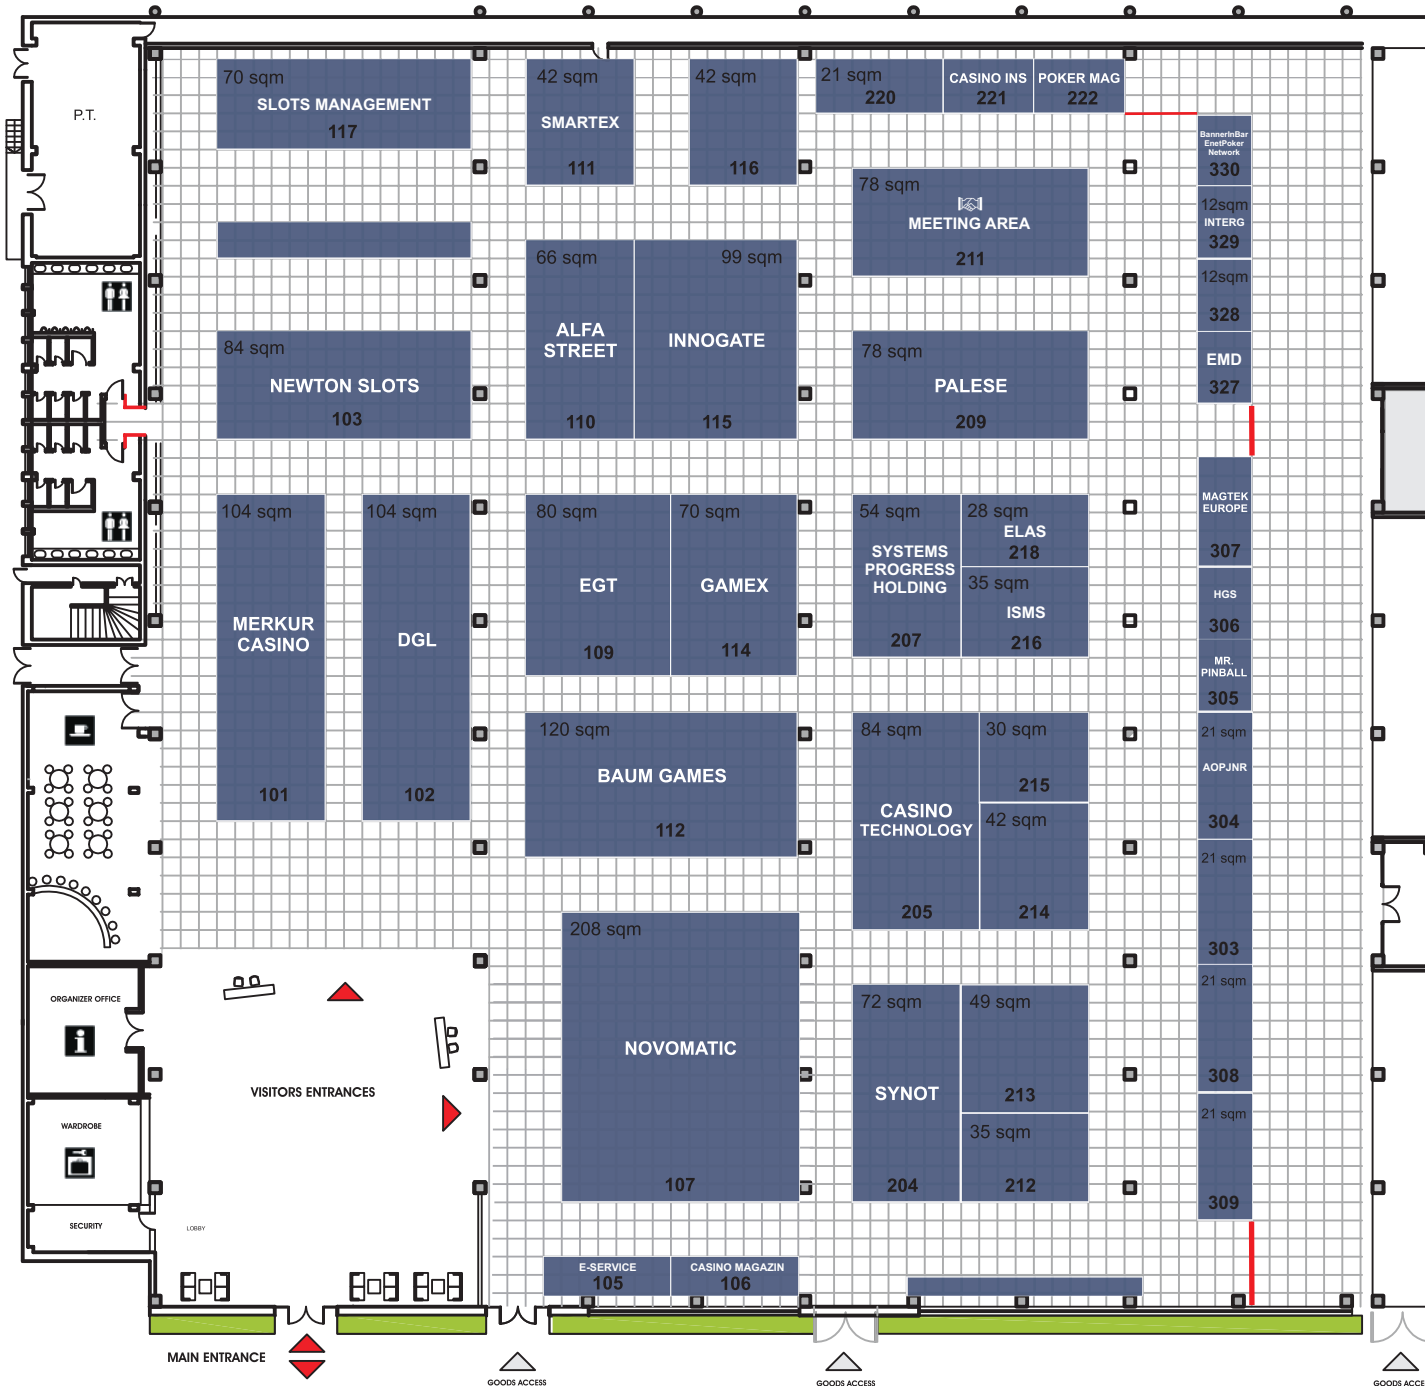 P.T.
70 sqm
SLOTS MANAGEMENT
117
42 sqm
SMARTEX
111
42 sqm
116
21 sqm
220
CASINO INS
221
POKER MAG
222
BannerInBar
EnetPoker
Network
330
12sqm
INTERG
329
12sqm
328
EMD
327
78 sqm
MEETING AREA
211
66 sqm
ALFA
STREET
110
99 sqm
INNOGATE
115
84 sqm
NEWTON SLOTS
103
78 sqm
PALESE
209
104 sqm
MERKUR
CASINO
101
104 sqm
DGL
102
80 sqm
EGT
109
70 sqm
GAMEX
114
54 sqm
SYSTEMS
PROGRESS
HOLDING
207
28 sqm
ELAS
218
35 sqm
ISMS
216
MAGTEK
EUROPE
307
HGS
306
MR.
PINBALL
305
120 sqm
BAUM GAMES
112
84 sqm
CASINO
TECHNOLOGY
205
30 sqm
215
42 sqm
214
21 sqm
AOPJNR
304
21 sqm
303
21 sqm
308
21 sqm
309
208 sqm
NOVOMATIC
107
72 sqm
SYNOT
204
49 sqm
213
35 sqm
212
ORGANIZER OFFICE
i
VISITORS ENTRANCES
WARDROBE
SECURITY
LOBBY
E-SERVICE
105
CASINO MAGAZIN
106
MAIN ENTRANCE
GOODS ACCESS
GOODS ACCESS
GOODS ACCE